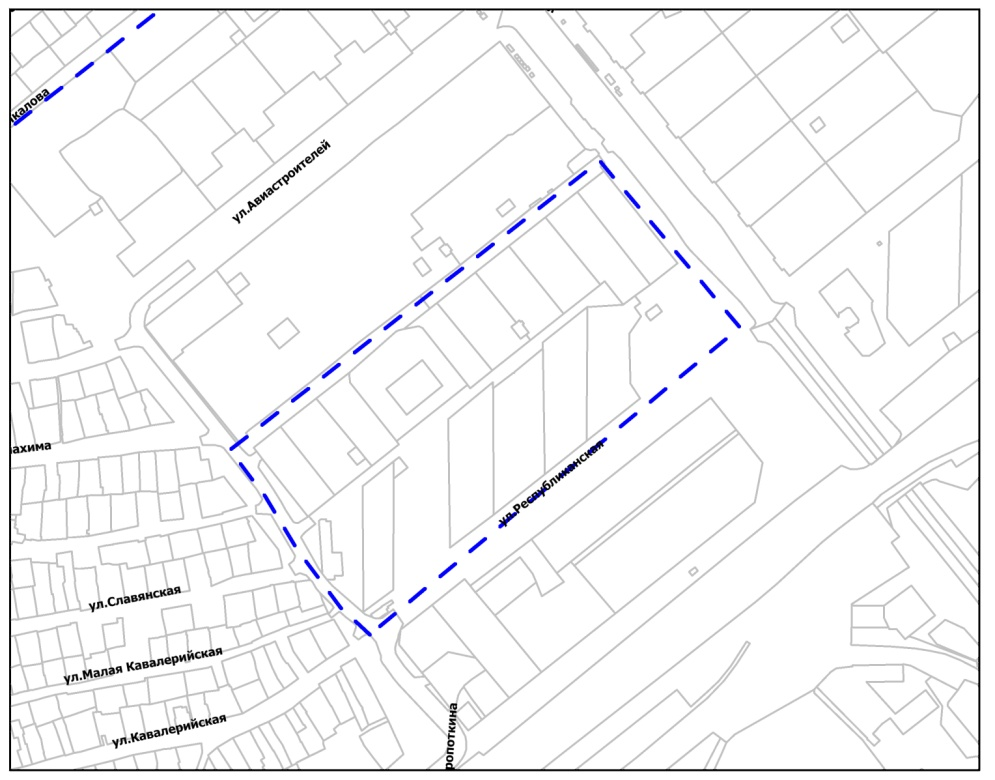 ул.Авиастроителей
ул.Республиканская
ул.Славянская
ул.Малая Кавалерийская
ул.Кавалерийская